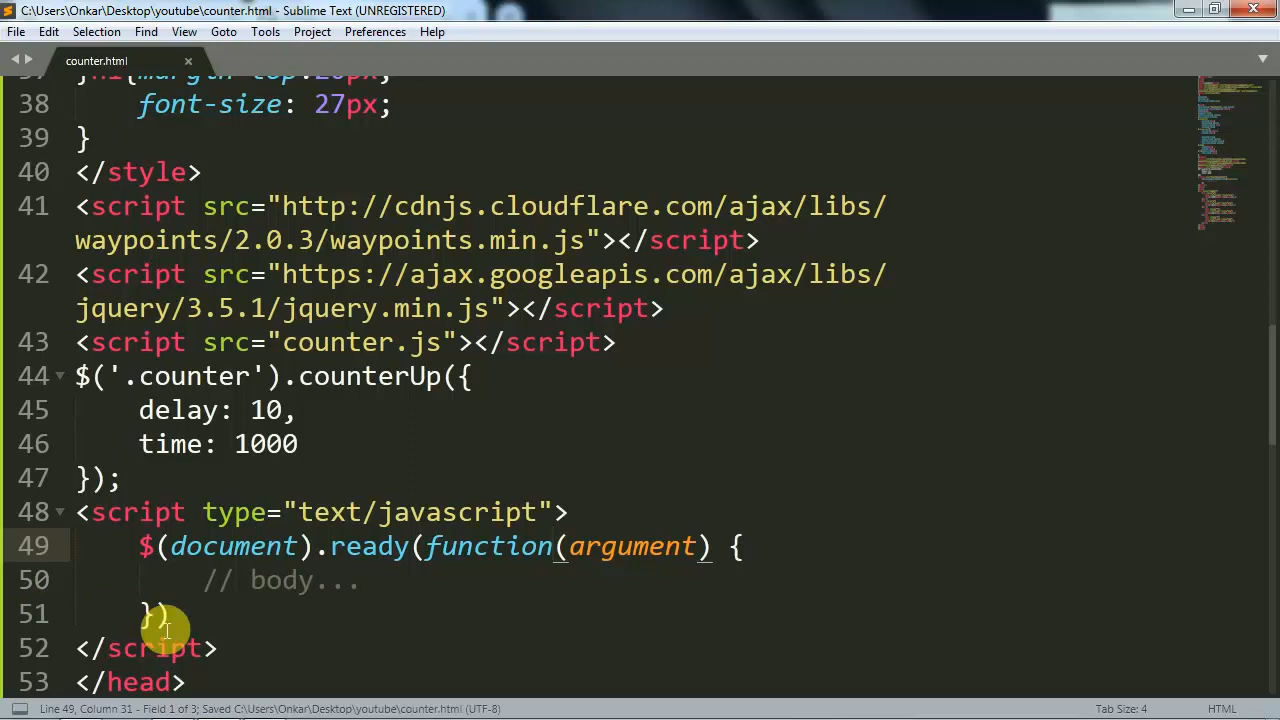 C:\Users\Onkar\Desktop\youtube\counter.html - Sublime Text (UNREGISTERED)
File Edit Selection Find View Goto Tools Project Preferences Help
counter.html
37 }h1{margin-top:20px;
38 font-size: 27px;
39 }
40 </style>
41 <script src="http://cdnjs.cloudflare.com/ajax/libs/
waypoints/2.0.3/waypoints.min.js"></script>
42 <script src="https://ajax.googleapis.com/ajax/libs/
jquery/3.5.1/jquery.min.js"></script>
43 <script src="counter.js"></script>
44 $('.counter').counterUp({
45 delay: 10,
46 time: 1000
47 });
48 <script type="text/javascript">
49 $(document).ready(function(argument) {
50 // body...
51 })
52 </script>
53 </head>
Line 49, Column 31 - Field 1 of 3; Saved C:\Users\Onkar\Desktop\youtube\counter.html (UTF-8)
Tab Size: 4
HTML